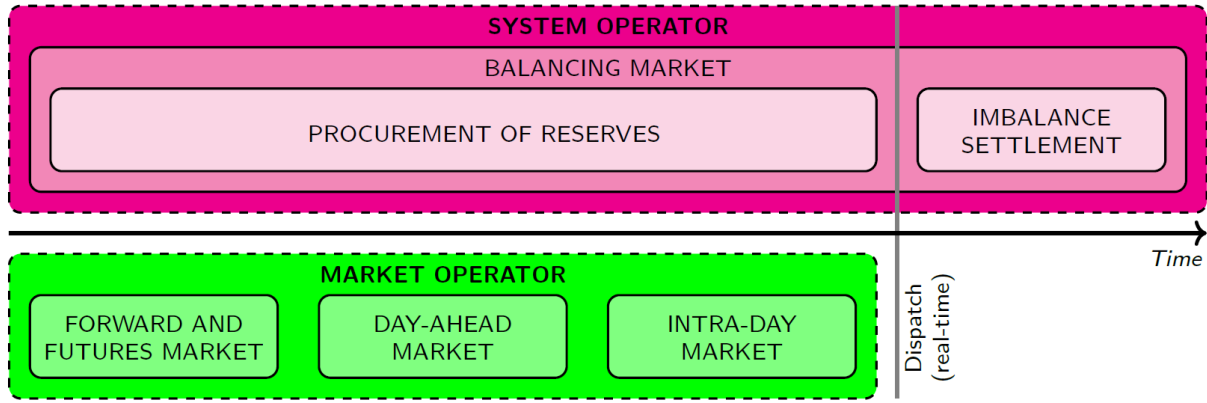 SYSTEM OPERATOR
BALANCING MARKET
PROCUREMENT OF RESERVES
IMBALANCE
SETTLEMENT
Time
MARKET OPERATOR
FORWARD AND
FUTURES MARKET
DAY-AHEAD
MARKET
INTRA-DAY
MARKET
Dispatch
(real-time)